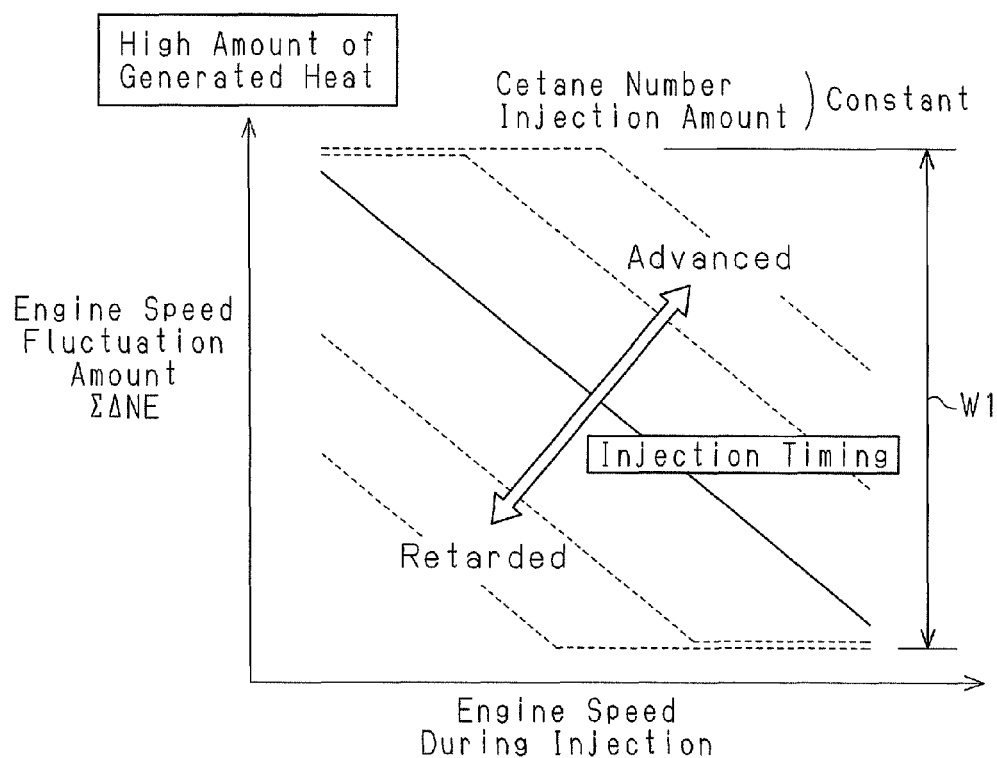 High Amount of
Generated Heat
Cetane Number
Injection Amount
) Constant
Advanced
Engine Speed
Fluctuation
Amount
ΣΔNE
W1
Injection Timing
Retarded
Engine Speed
During Injection